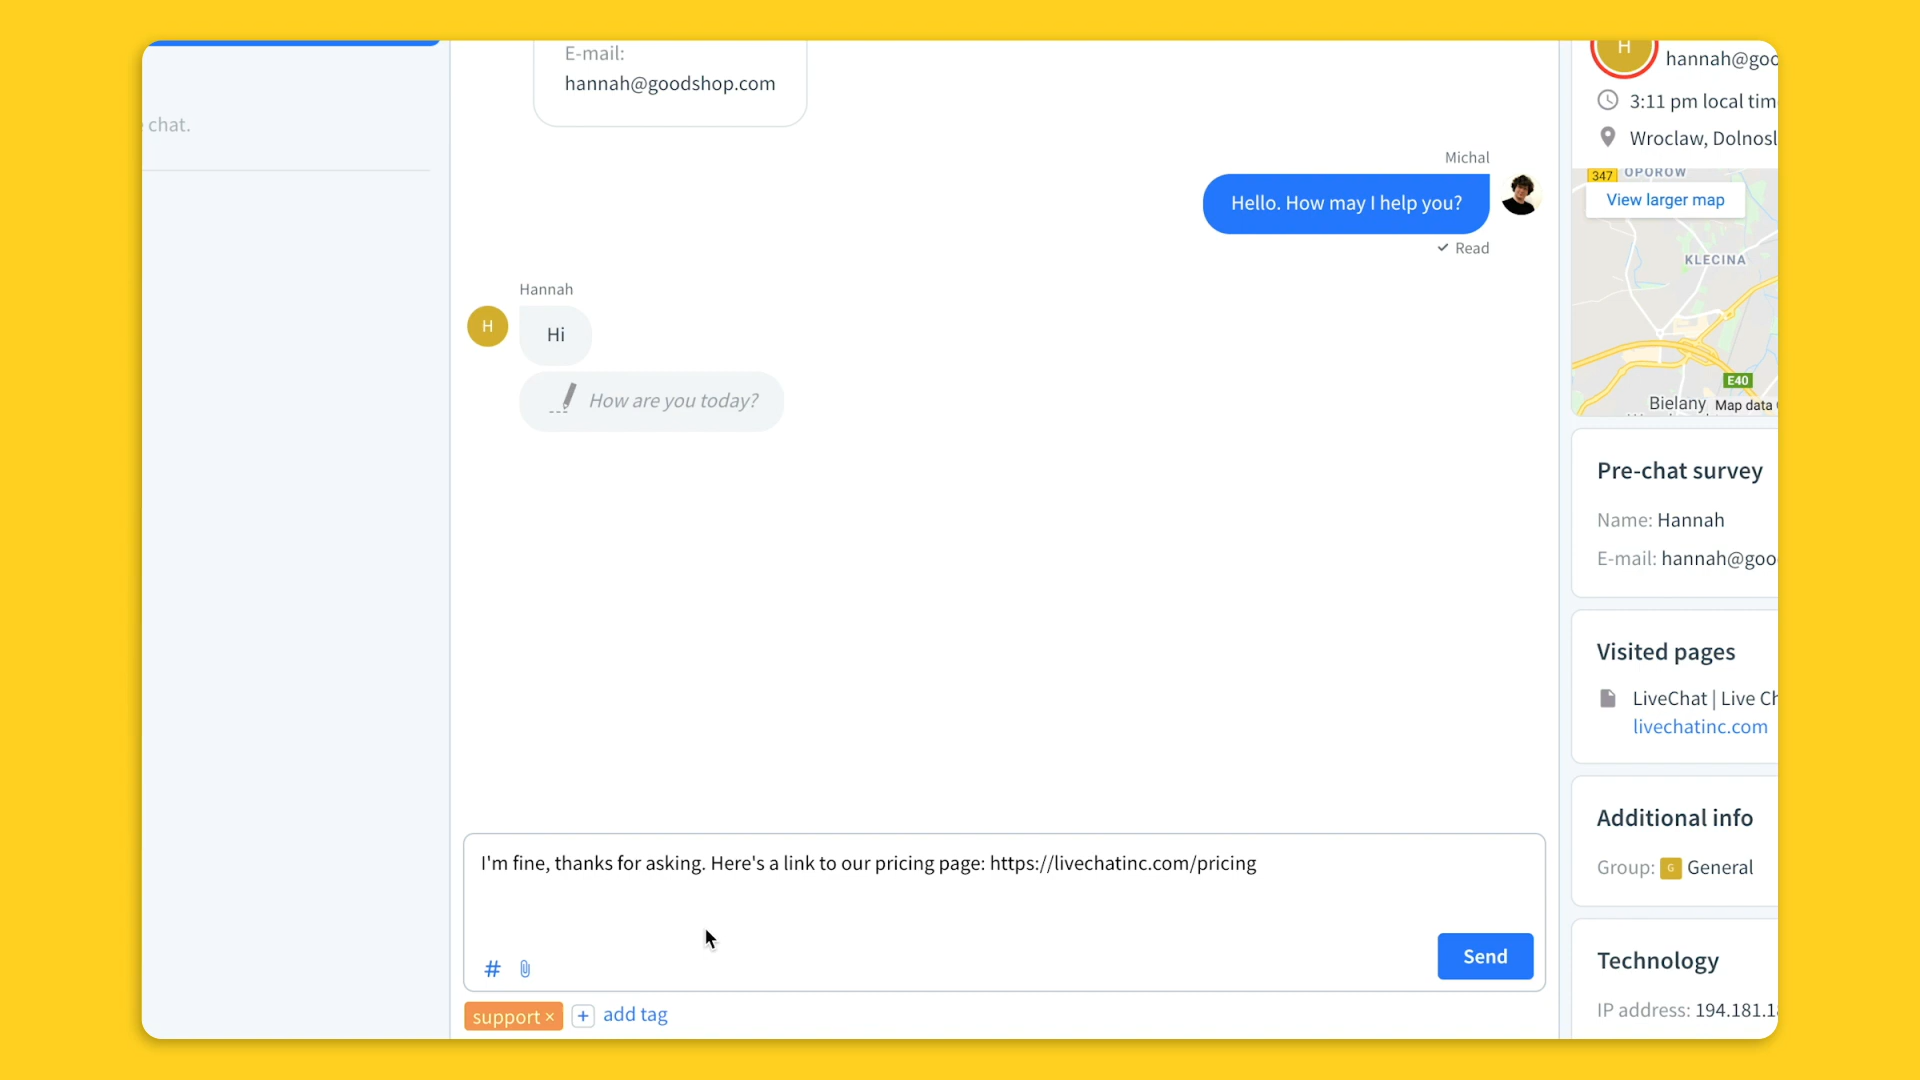 chat.
E-mail:
hannah@goodshop.com
Michal
Hello. How may I help you?
Read
Hannah
H
Hi
How are you today?
I'm fine, thanks for asking. Here's a link to our pricing page: https://livechatinc.com/pricing
#
Send
support ×
+ add tag
H
hannah@goo
3:11 pm local tim
Wroclaw, Dolnosl
347
OPORÓW
View larger map
KLECINA
E40
Bielany
Map data
Pre-chat survey
Name: Hannah
E-mail: hannah@goo
Visited pages
LiveChat | Live Ch
livechatinc.com
Additional info
Group: G General
Technology
IP address: 194.181.1